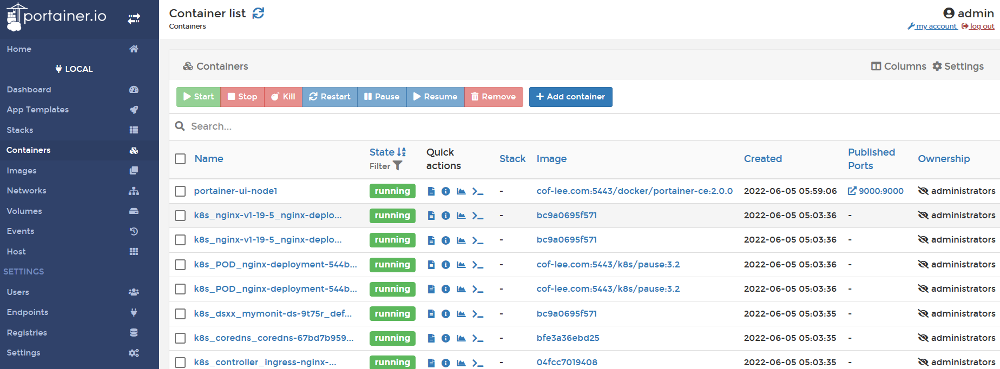 portainer.io
Container list
Containers
admin
my account log out
Home
LOCAL
Dashboard
App Templates
Stacks
Containers
Images
Networks
Volumes
Events
Host
SETTINGS
Users
Endpoints
Registries
Settings
Containers
Columns Settings
Start Stop Kill Restart Pause Resume Remove + Add container
Search...
Name State Filter Quick actions Stack Image Created Published Ports Ownership
portainer-ui-node1 running - cof-lee.com:5443/docker/portainer-ce:2.0.0 2022-06-05 05:59:06 9000:9000 administrators
k8s_nginx-v1-19-5_nginx-deplo... running - bc9a0695f571 2022-06-05 05:03:36 - administrators
k8s_nginx-v1-19-5_nginx-deplo... running - bc9a0695f571 2022-06-05 05:03:36 - administrators
k8s_POD_nginx-deployment-544b... running - cof-lee.com:5443/k8s/pause:3.2 2022-06-05 05:03:36 - administrators
k8s_POD_nginx-deployment-544b... running - cof-lee.com:5443/k8s/pause:3.2 2022-06-05 05:03:36 - administrators
k8s_dsxx_mymonit-ds-9t75r_def... running - bc9a0695f571 2022-06-05 05:03:35 - administrators
k8s_coredns_coredns-67bd7b959... running - bfe3a36ebd25 2022-06-05 05:03:35 - administrators
k8s_controller_ingress-nginx-... running - 04fcc7019408 2022-06-05 05:03:35 - administrators